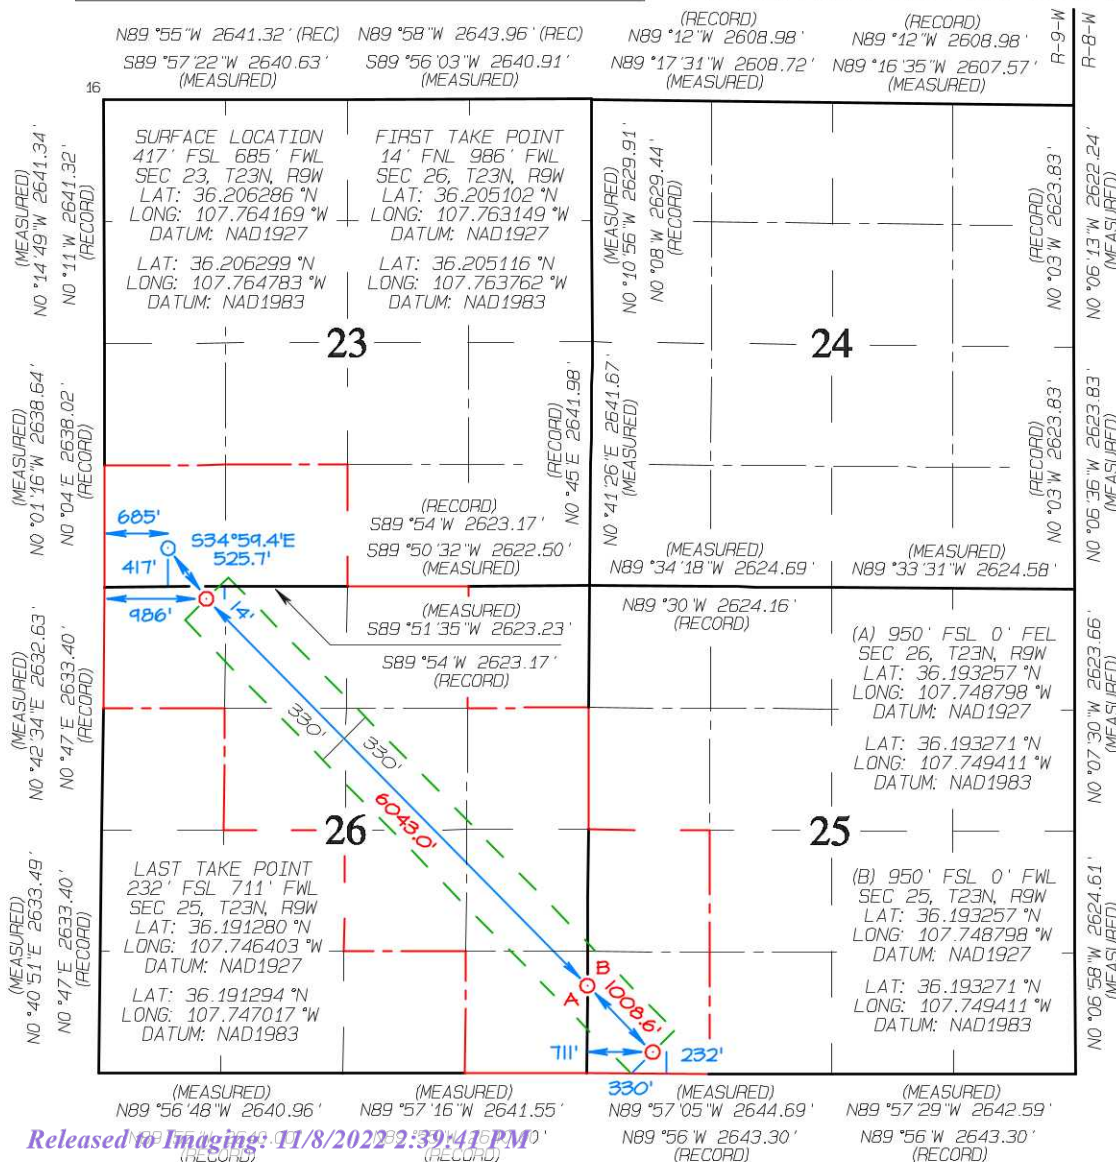 N89°55'W 2641.32'(REC)
N89°58'W 2643.96'(REC)
(RECORD)
N89°12'W 2608.98'
(RECORD)
N89°12'W 2608.98'
S89°57'22"W 2640.63'
(MEASURED)
S89°56'03"W 2640.91'
(MEASURED)
N89°17'31"W 2608.72'
(MEASURED)
N89°16'35"W 2607.57'
(MEASURED)
R-9-W
R-8-W
16
(MEASURED)
N0°14'49"W 2641.34'
N0°11'W 2641.32'
(RECORD)
SURFACE LOCATION
417' FSL 685' FWL
SEC 23, T23N, R9W
LAT: 36.206286°N
LONG: 107.764169°W
DATUM: NAD1927
LAT: 36.206299°N
LONG: 107.764783°W
DATUM: NAD1983
FIRST TAKE POINT
14' FNL 986' FWL
SEC 26, T23N, R9W
LAT: 36.205102°N
LONG: 107.763149°W
DATUM: NAD1927
LAT: 36.205116°N
LONG: 107.763762°W
DATUM: NAD1983
(MEASURED)
N0°10'56"W 2629.91'
N0°08'W 2629.44'
(RECORD)
(RECORD)
N0°03'W 2623.83'
N0°06'13"W 2622.24'
(MEASURED)
23
24
(MEASURED)
N0°01'16"W 2638.64'
N0°04'E 2638.02'
(RECORD)
(RECORD)
N0°45'E 2641.98'
N0°41'26"E 2641.67'
(MEASURED)
(RECORD)
N0°03'W 2623.83'
N0°05'36"W 2623.83'
(MEASURED)
685'
S34°59.4'E
525.7'
417'
(RECORD)
S89°54'W 2623.17'
S89°50'32"W 2622.50'
(MEASURED)
(MEASURED)
N89°34'18"W 2624.69'
(MEASURED)
N89°33'31"W 2624.58'
986'
14'
(MEASURED)
S89°51'35"W 2623.23'
S89°54'W 2623.17'
(RECORD)
N89°30'W 2624.16'
(RECORD)
(MEASURED)
N0°42'34"E 2632.63'
N0°47'E 2633.40'
(RECORD)
(A) 950' FSL 0' FEL
SEC 26, T23N, R9W
LAT: 36.193257°N
LONG: 107.748798°W
DATUM: NAD1927
LAT: 36.193271°N
LONG: 107.749411°W
DATUM: NAD1983
N0°07'30"W 2623.66'
(MEASURED)
330'
330'
6043.0'
26
25
(MEASURED)
N0°40'51"E 2633.49'
N0°47'E 2633.40'
(RECORD)
LAST TAKE POINT
232' FSL 711' FWL
SEC 25, T23N, R9W
LAT: 36.191280°N
LONG: 107.746403°W
DATUM: NAD1927
LAT: 36.191294°N
LONG: 107.747017°W
DATUM: NAD1983
(B) 950' FSL 0' FWL
SEC 25, T23N, R9W
LAT: 36.193257°N
LONG: 107.748798°W
DATUM: NAD1927
LAT: 36.193271°N
LONG: 107.749411°W
DATUM: NAD1983
N0°06'58"W 2624.61'
(MEASURED)
B
A
1008.6'
711'
232'
330'
(MEASURED)
N89°56'48"W 2640.96'
(MEASURED)
N89°57'16"W 2641.55'
(MEASURED)
N89°57'05"W 2644.69'
(MEASURED)
N89°57'29"W 2642.59'
Released to Imaging: 11/8/2022 2:39:41 PM
(RECORD)
(RECORD)
N89°56'W 2643.30'
(RECORD)
N89°56'W 2643.30'
(RECORD)